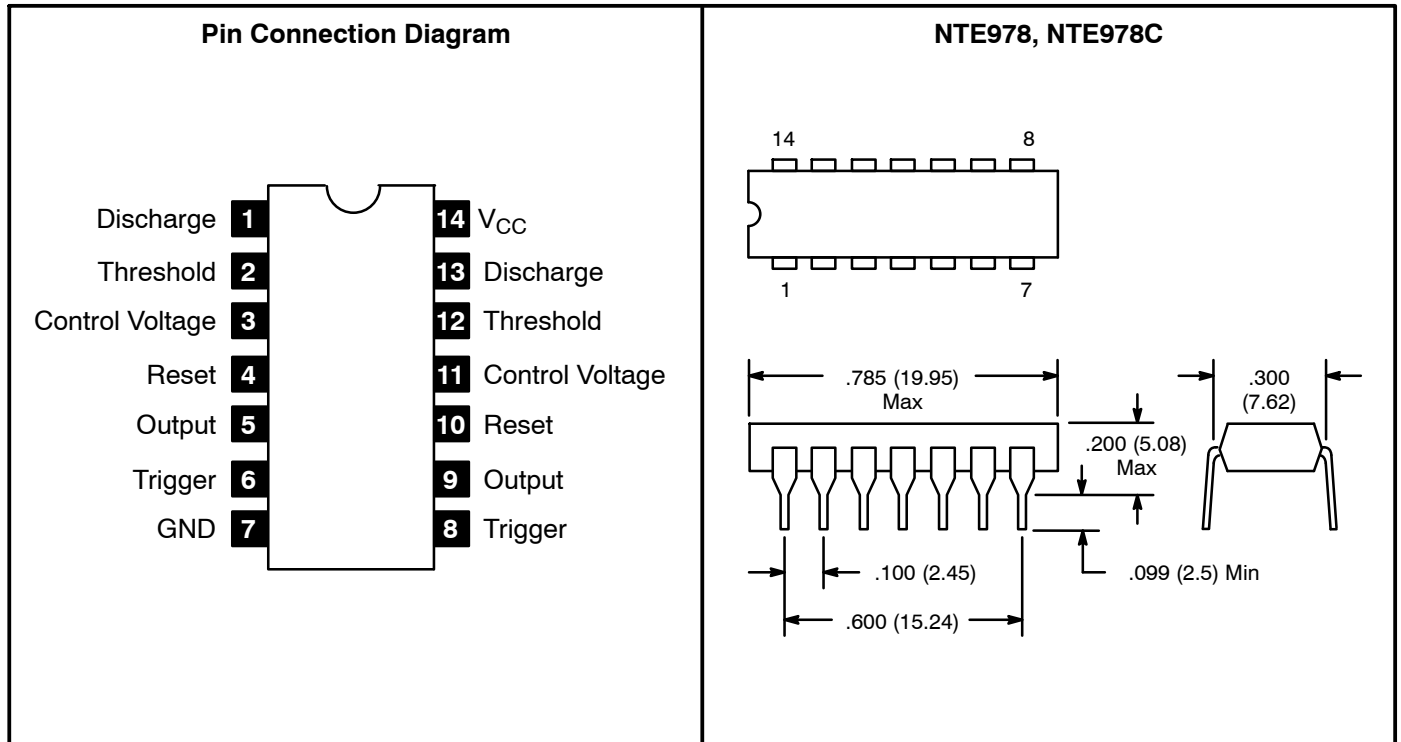 Pin Connection Diagram
Discharge 1
Threshold 2
Control Voltage 3
Reset 4
Output 5
Trigger 6
GND 7
14 VCC
13 Discharge
12 Threshold
11 Control Voltage
10 Reset
9 Output
8 Trigger
NTE978, NTE978C
14 8
1 7
.785 (19.95)
Max
.200 (5.08)
Max
.300
(7.62)
.100 (2.45)
.099 (2.5) Min
.600 (15.24)